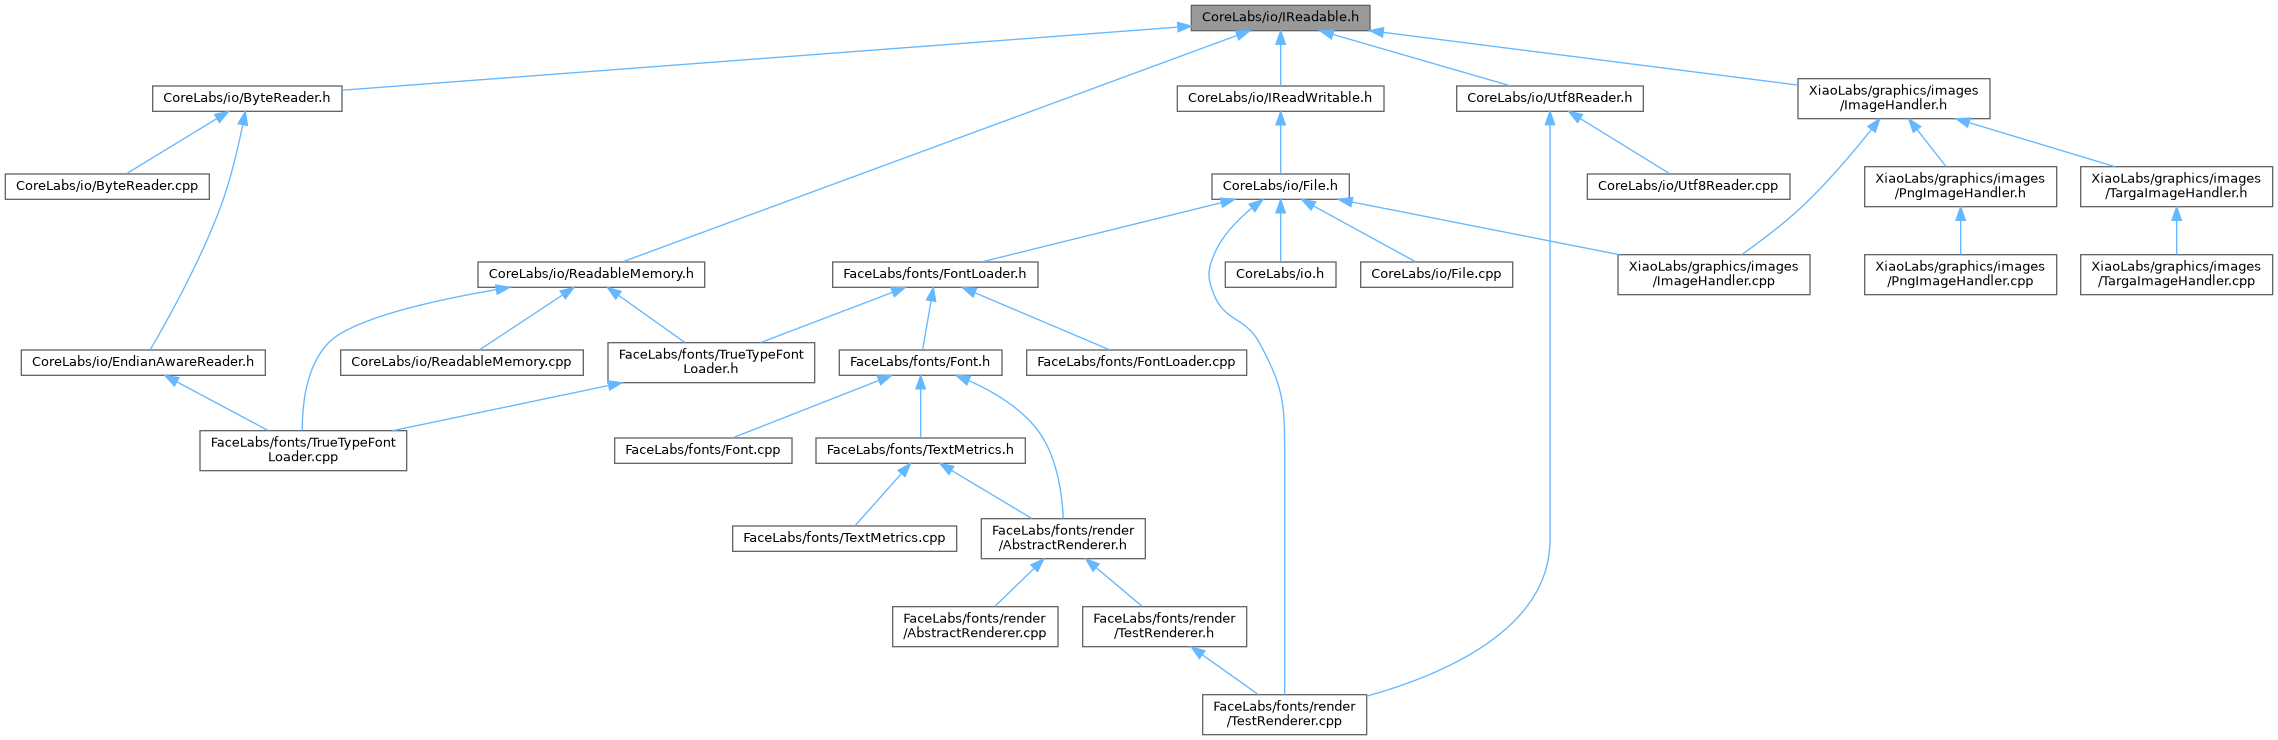 CoreLabs/io/IReadable.h
CoreLabs/io/ByteReader.h
CoreLabs/io/IReadWritable.h
CoreLabs/io/Utf8Reader.h
XiaoLabs/graphics/images
/ImageHandler.h
CoreLabs/io/ByteReader.cpp
CoreLabs/io/File.h
CoreLabs/io/Utf8Reader.cpp
XiaoLabs/graphics/images
/PngImageHandler.h
XiaoLabs/graphics/images
/TargaImageHandler.h
CoreLabs/io/ReadableMemory.h
FaceLabs/fonts/FontLoader.h
CoreLabs/io.h
CoreLabs/io/File.cpp
XiaoLabs/graphics/images
/ImageHandler.cpp
XiaoLabs/graphics/images
/PngImageHandler.cpp
XiaoLabs/graphics/images
/TargaImageHandler.cpp
CoreLabs/io/EndianAwareReader.h
CoreLabs/io/ReadableMemory.cpp
FaceLabs/fonts/TrueTypeFont
Loader.h
FaceLabs/fonts/Font.h
FaceLabs/fonts/FontLoader.cpp
FaceLabs/fonts/TrueTypeFont
Loader.cpp
FaceLabs/fonts/Font.cpp
FaceLabs/fonts/TextMetrics.h
FaceLabs/fonts/TextMetrics.cpp
FaceLabs/fonts/render
/AbstractRenderer.h
FaceLabs/fonts/render
/AbstractRenderer.cpp
FaceLabs/fonts/render
/TestRenderer.h
FaceLabs/fonts/render
/TestRenderer.cpp